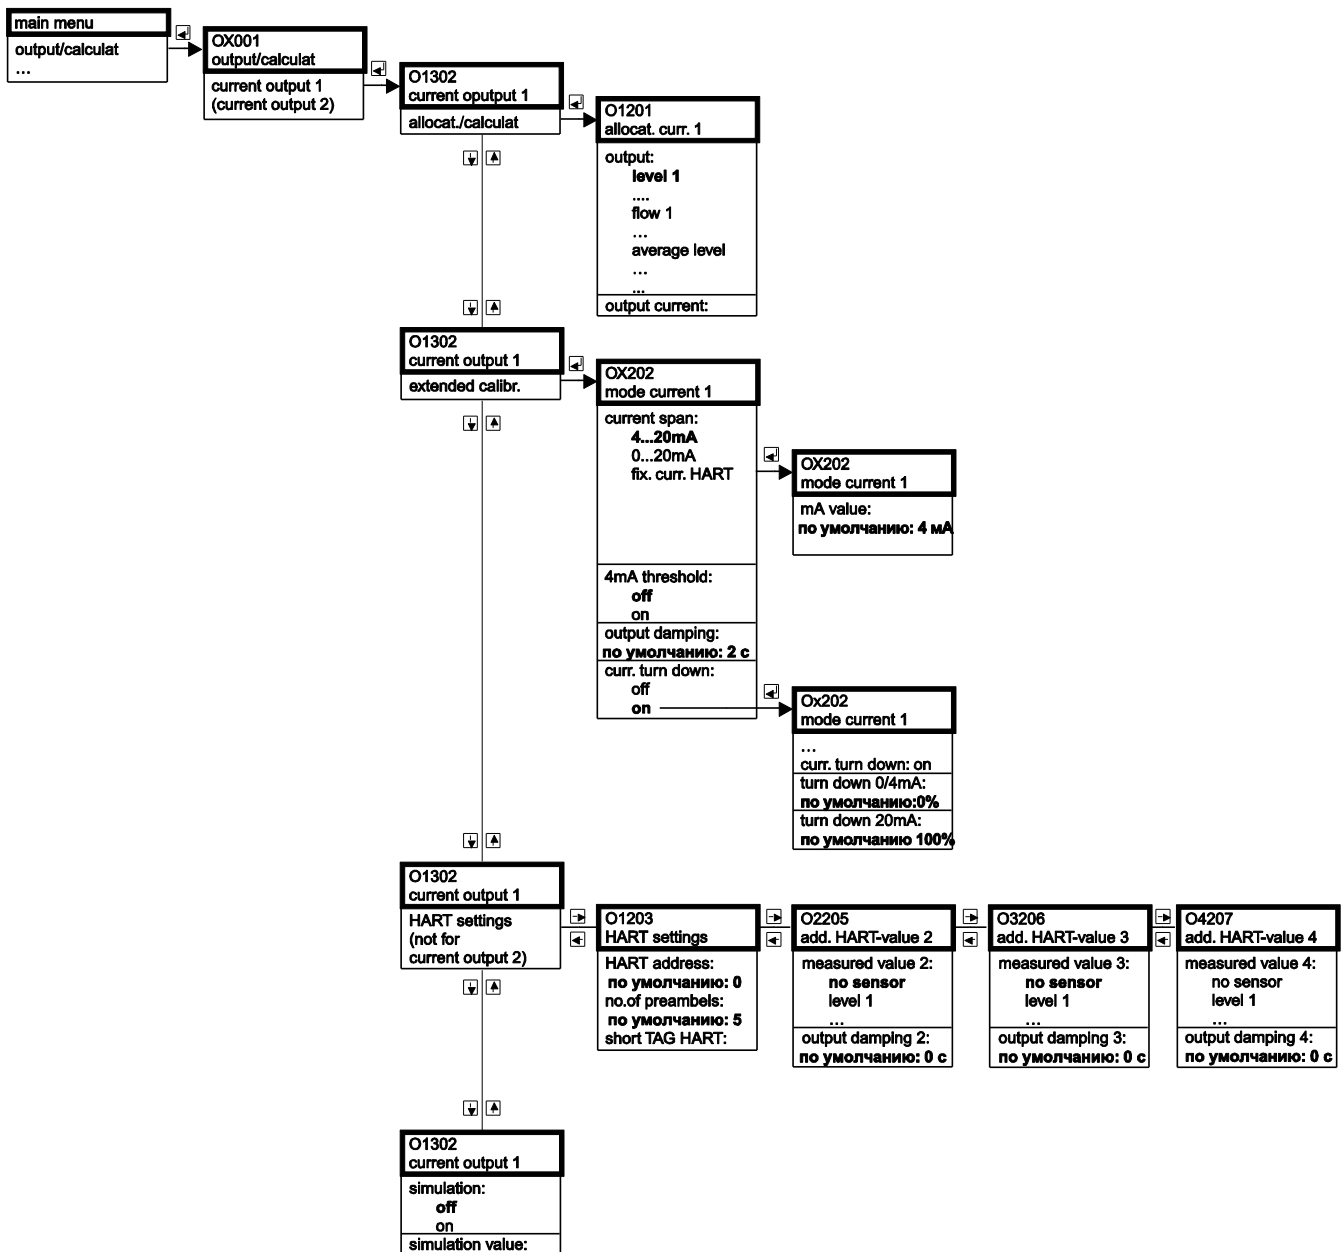 main menu
output/calculat
...
OX001
output/calculat
current output 1
(current output 2)
O1302
current oputput 1
allocat./calculat
O1201
allocat. curr. 1
output:
level 1
....
flow 1
...
average level
...
...
output current:
O1302
current output 1
extended calibr.
OX202
mode current 1
current span:
4...20mA
0...20mA
fix. curr. HART
4mA threshold:
off
on
output damping:
по умолчанию: 2 с
curr. turn down:
off
on
OX202
mode current 1
mA value:
по умолчанию: 4 мА
Ox202
mode current 1
...
curr. turn down: on
turn down 0/4mA:
по умолчанию:0%
turn down 20mA:
по умолчанию 100%
O1302
current output 1
HART settings
(not for
current output 2)
O1203
HART settings
HART address:
по умолчанию: 0
no.of preambels:
по умолчанию: 5
short TAG HART:
O2205
add. HART-value 2
measured value 2:
no sensor
level 1
...
output damping 2:
по умолчанию: 0 с
O3206
add. HART-value 3
measured value 3:
no sensor
level 1
...
output damping 3:
по умолчанию: 0 с
O4207
add. HART-value 4
measured value 4:
no sensor
level 1
...
output damping 4:
по умолчанию: 0 с
O1302
current output 1
simulation:
off
on
simulation value: